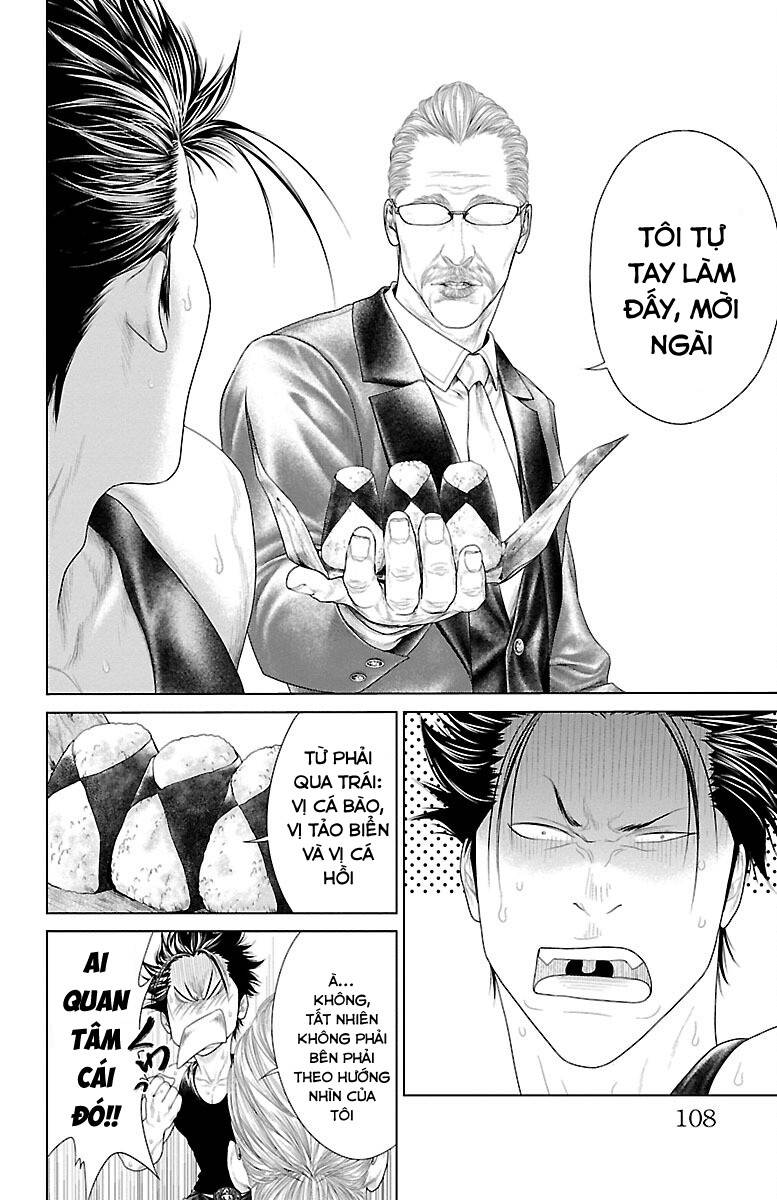 TÔI TỰ
TAY LÀM
ĐẤY, MỜI
NGÀI
TỪ PHẢI
QUA TRÁI:
VỊ CÁ BÀO,
VỊ TẢO BIỂN
VÀ VỊ CÁ
HỒI
À...
KHÔNG,
TẤT NHIÊN
KHÔNG PHẢI
BÊN PHẢI
THEO HƯỚNG
NHÌN CỦA
TÔI
AI
QUAN
TÂM
CÁI
ĐÓ!!
108